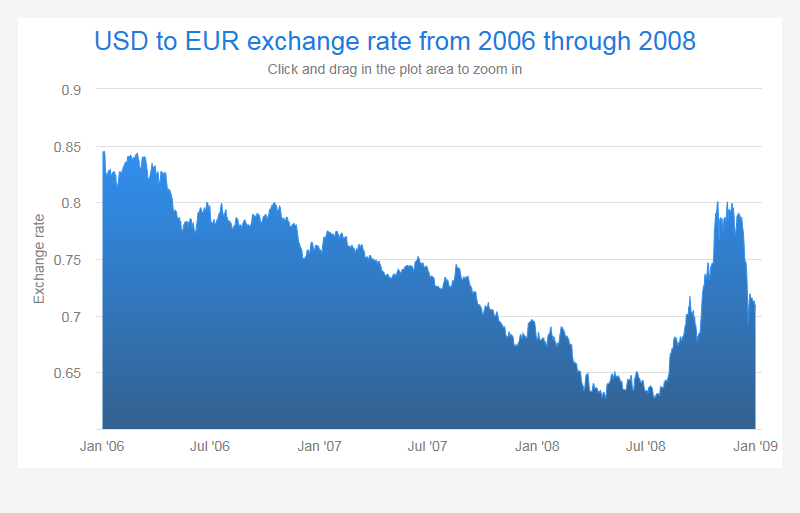 USD to EUR exchange rate from 2006 through 2008
Click and drag in the plot area to zoom in
Exchange rate
0.9
0.85
0.8
0.75
0.7
0.65
Jan '06 Jul '06 Jan '07 Jul '07 Jan '08 Jul '08 Jan '09